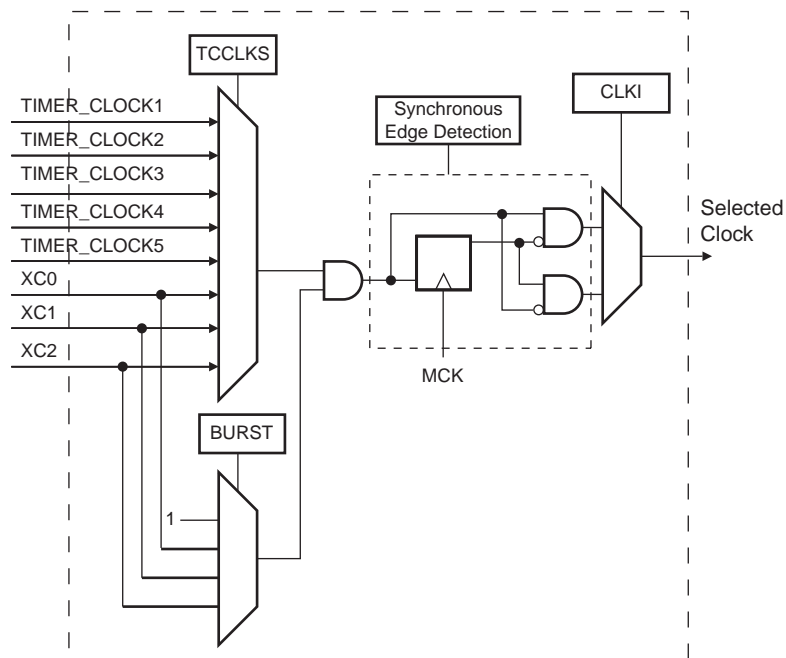 TCCLKS
CLKI
TIMER_CLOCK1
Synchronous
Edge Detection
TIMER_CLOCK2
TIMER_CLOCK3
TIMER_CLOCK4
Selected
Clock
TIMER_CLOCK5
XC0
XC1
XC2
MCK
BURST
1